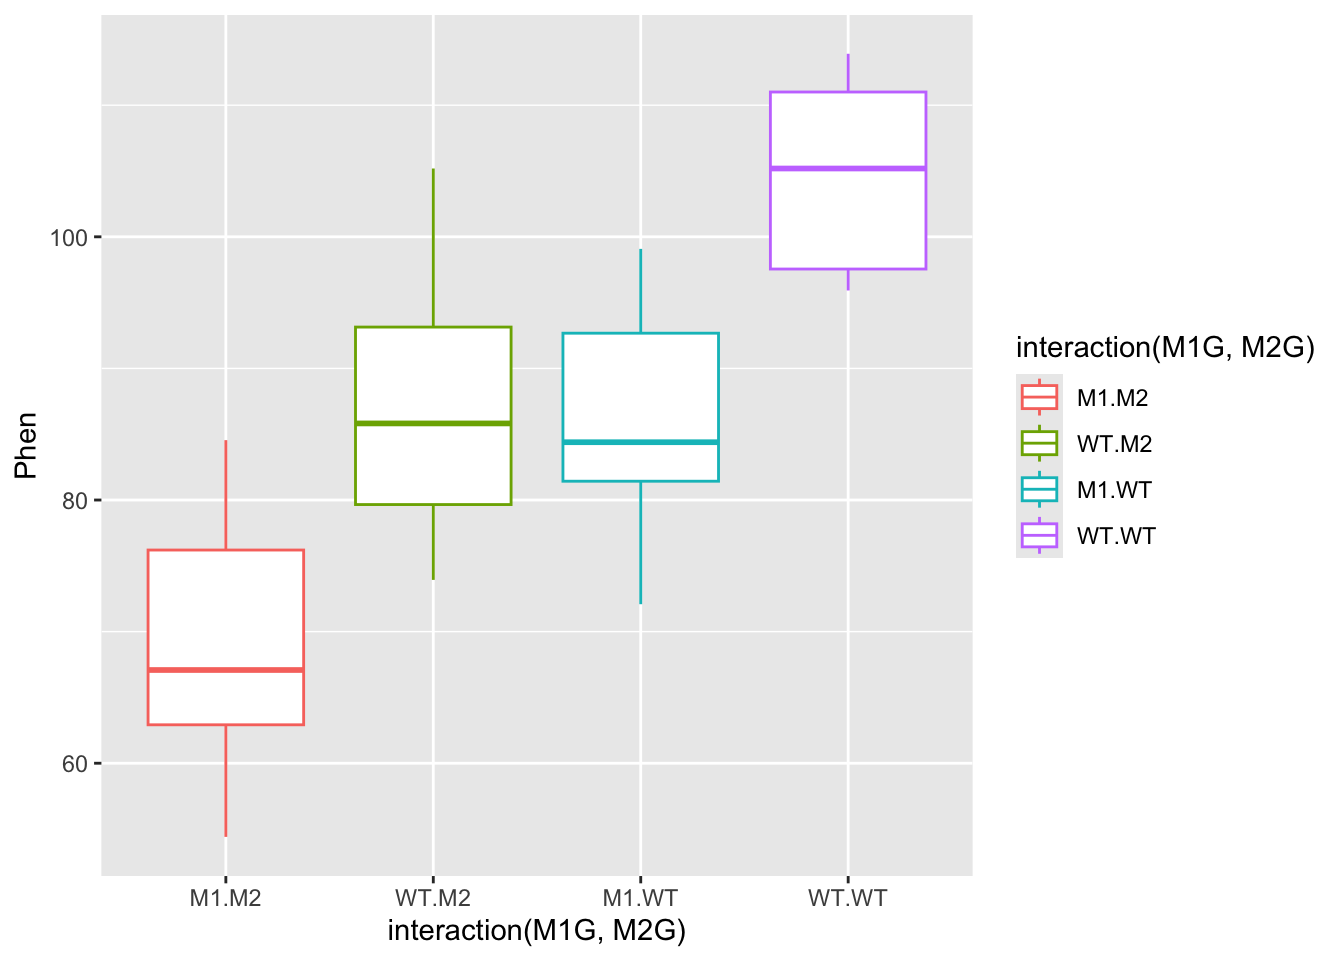 100
80
60
Phen
M1.M2
WT.M2
M1.WT
WT.WT
interaction(M1G, M2G)
interaction(M1G, M2G)
M1.M2
WT.M2
M1.WT
WT.WT